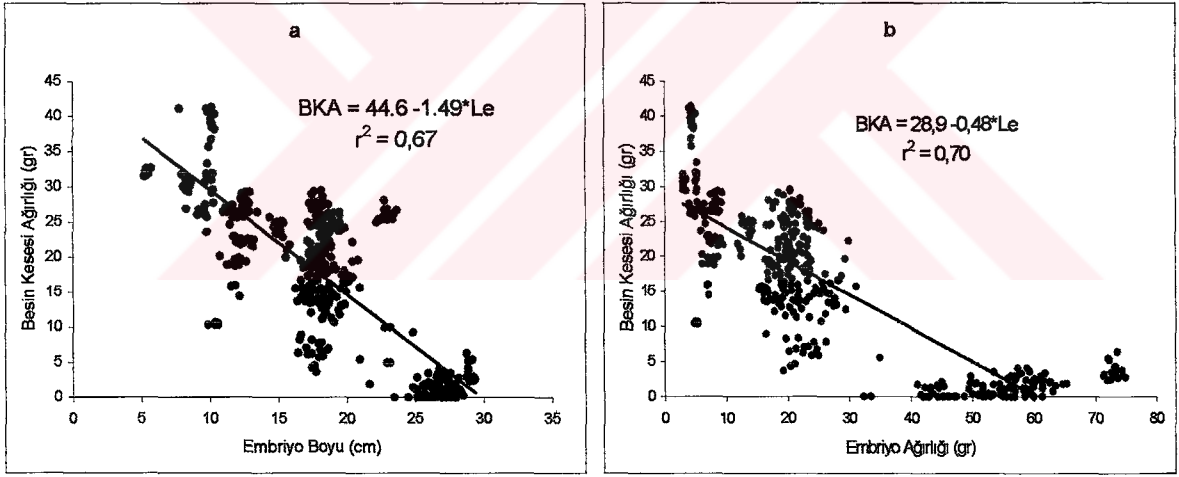 a
BKA = 44.6 -1.49*Le
r² = 0,67
Besin Kesesi Ağırlığı (gr)
45
40
35
30
25
20
15
10
5
0
0 5 10 15 20 25 30 35
Embriyo Boyu (cm)
b
BKA = 28,9 -0,48*Le
r² = 0,70
Besin Kesesi Ağırlığı (gr)
45
40
35
30
25
20
15
10
5
0
0 10 20 30 40 50 60 70 80
Embriyo Ağırlığı (gr)